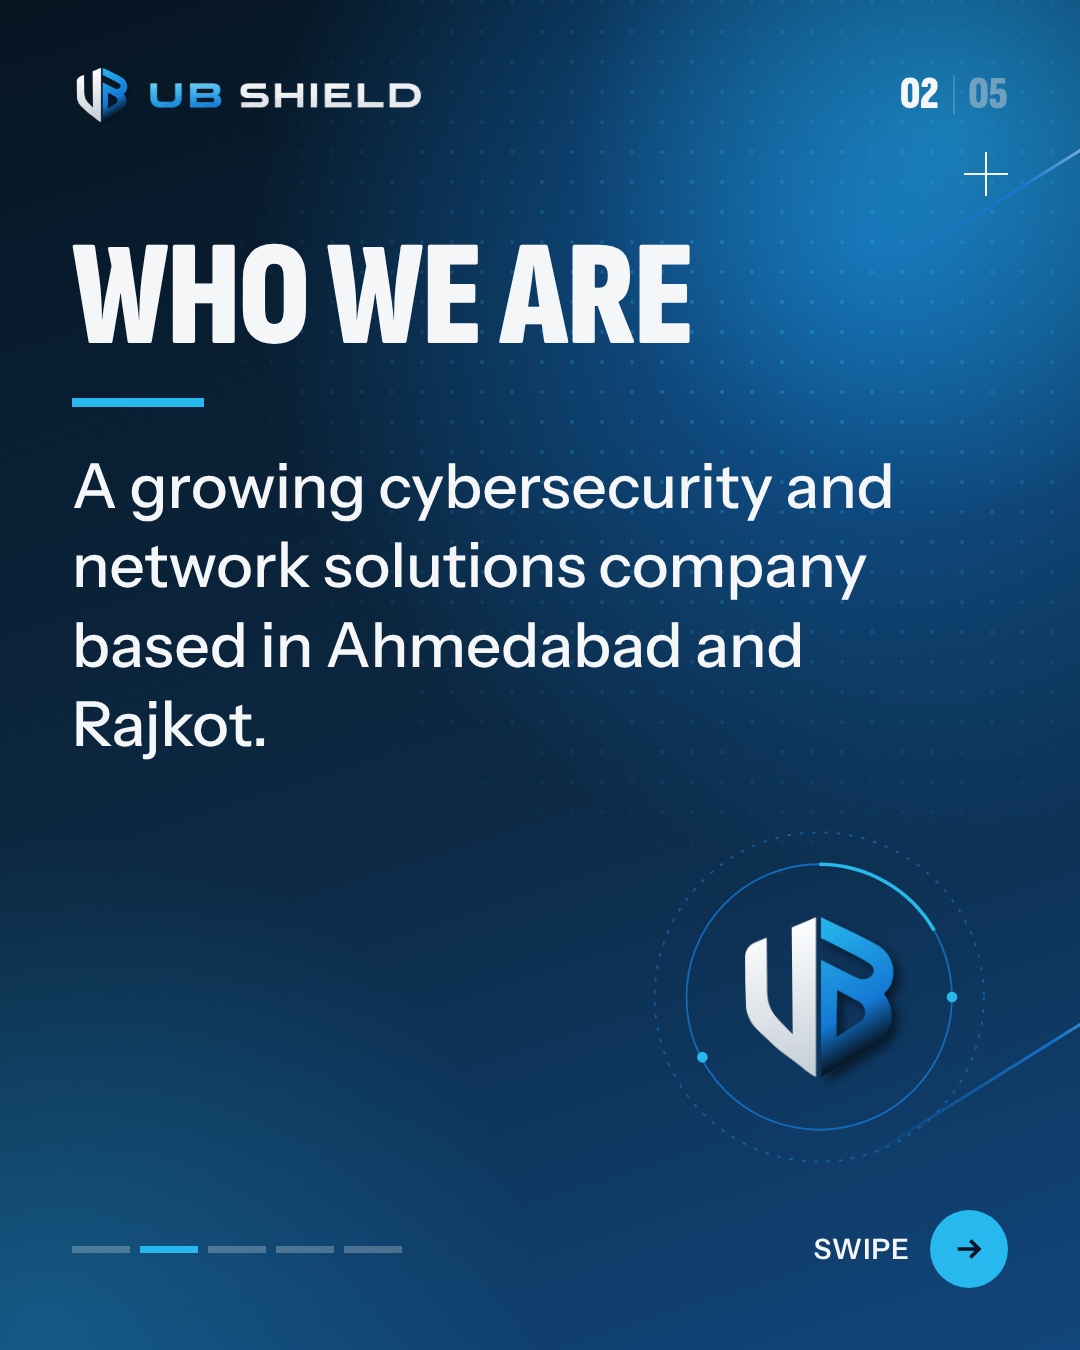 UB SHIELD
02 | 05
WHO WE ARE
A growing cybersecurity and
network solutions company
based in Ahmedabad and
Rajkot.
UB
SWIPE